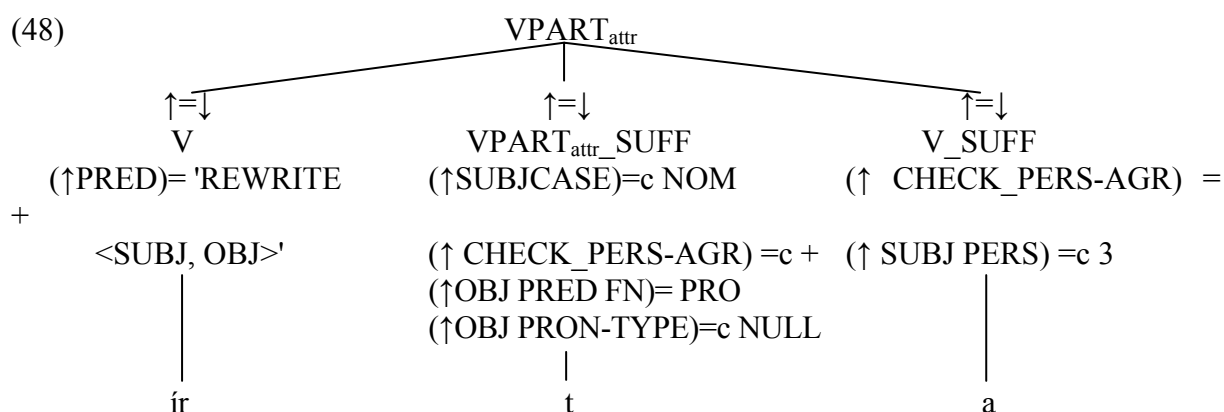 (48) VPARTattr
↑=↓ ↑=↓ ↑=↓
V VPARTattr_SUFF V_SUFF
(↑PRED)= 'REWRITE (↑SUBJCASE)=c NOM (↑ CHECK_PERS-AGR) =
+
<SUBJ, OBJ>' (↑ CHECK_PERS-AGR) =c + (↑ SUBJ PERS) =c 3
(↑OBJ PRED FN)= PRO
(↑OBJ PRON-TYPE)=c NULL
ír t a